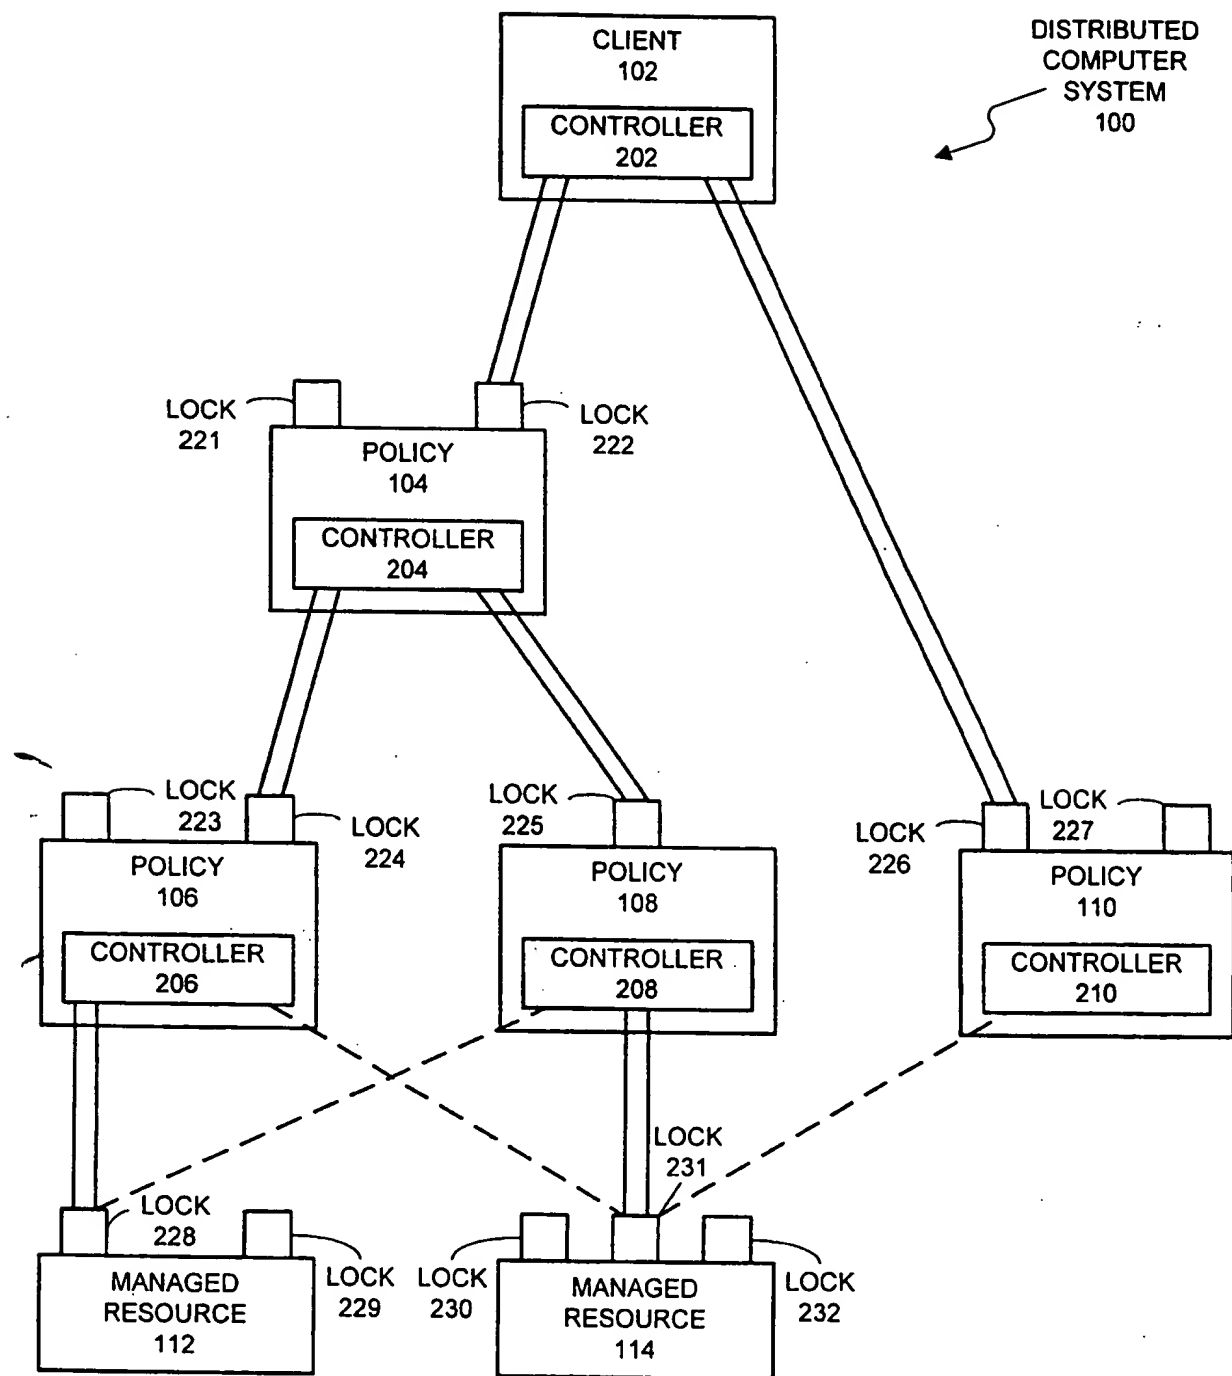 CLIENT
102
CONTROLLER
202
DISTRIBUTED
COMPUTER
SYSTEM
100
LOCK
221
LOCK
222
POLICY
104
CONTROLLER
204
LOCK
223
LOCK
224
LOCK
225
LOCK
226
LOCK
227
POLICY
106
CONTROLLER
206
POLICY
108
CONTROLLER
208
POLICY
110
CONTROLLER
210
LOCK
228
LOCK
229
LOCK
230
LOCK
231
LOCK
232
MANAGED
RESOURCE
112
MANAGED
RESOURCE
114